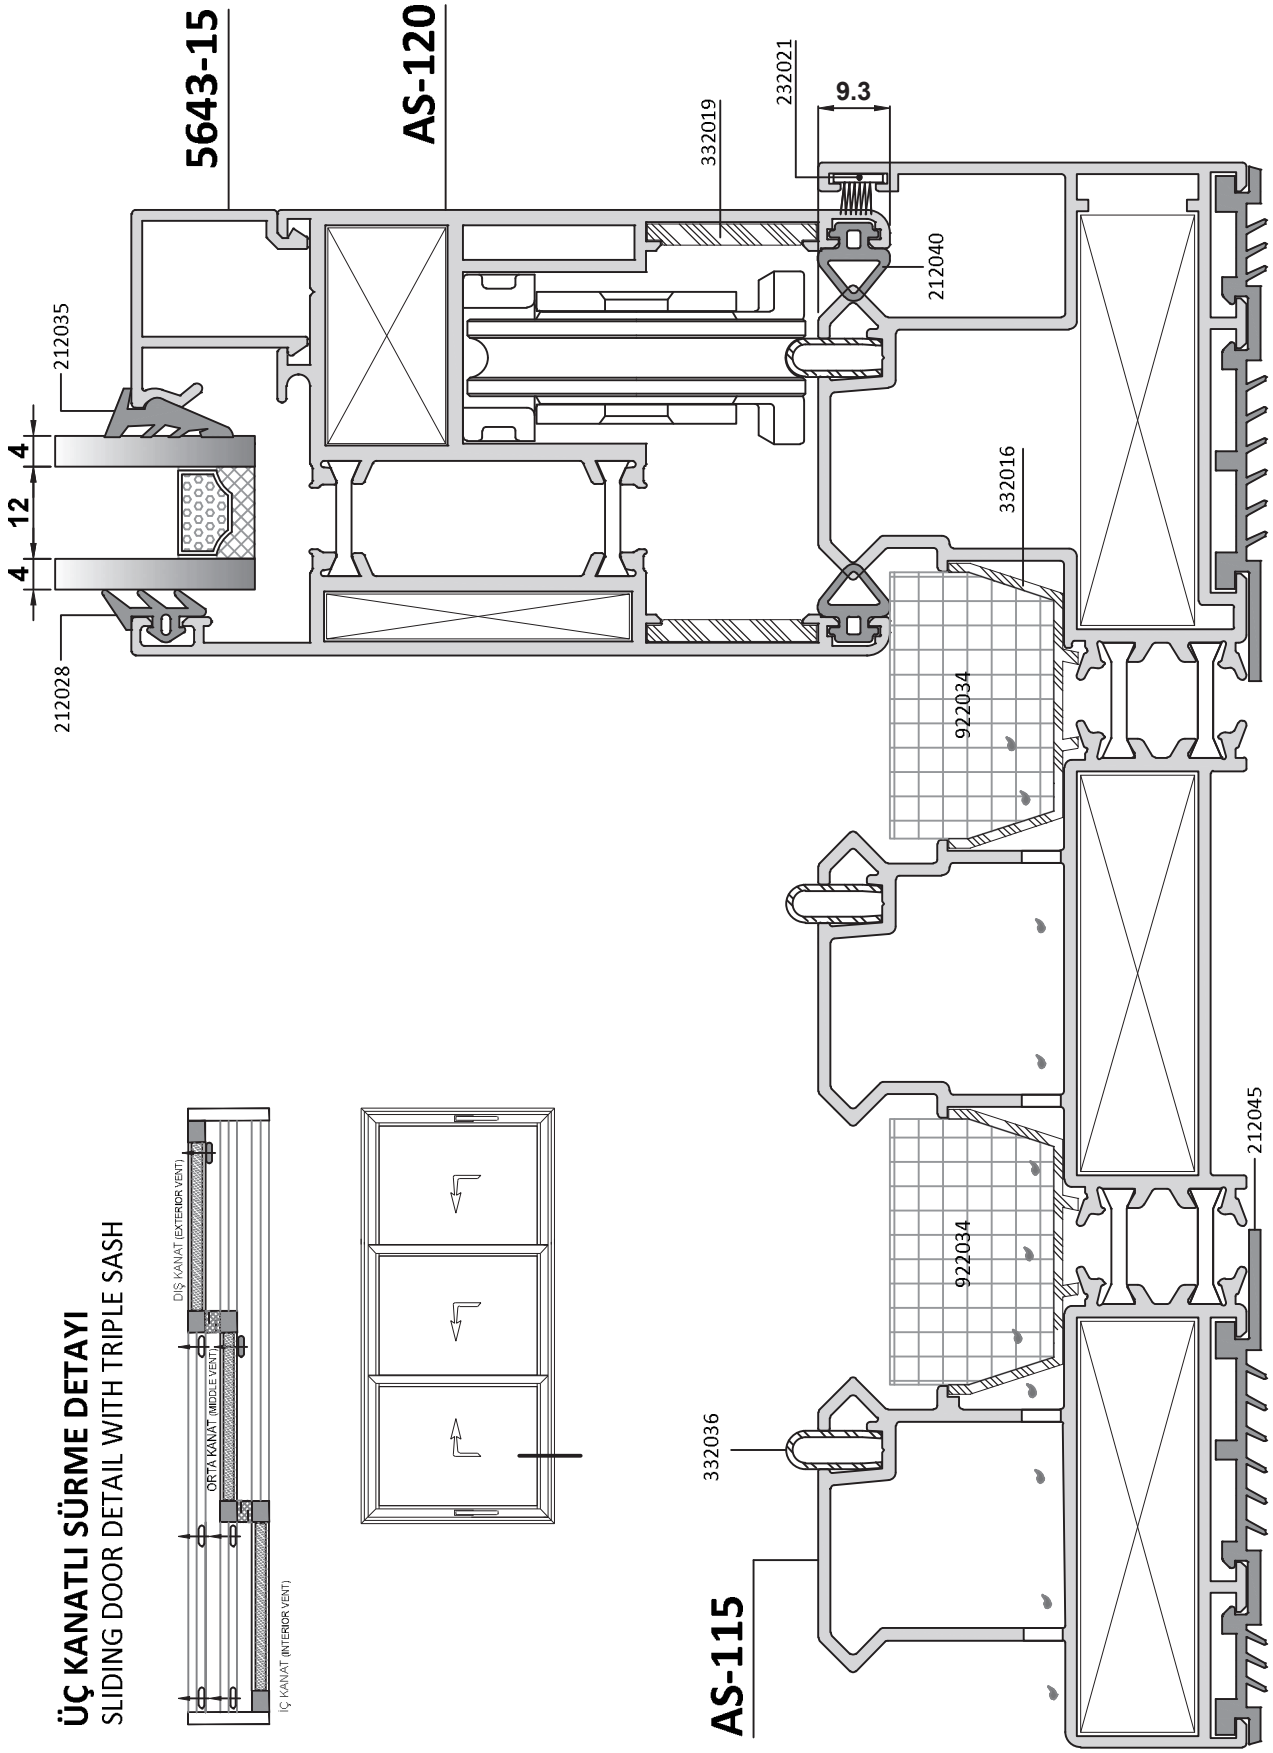 ÜÇ KANATLI SÜRME DETAYI
SLIDING DOOR DETAIL WITH TRIPLE SASH
DIŞ KANAT (EXTERIOR VENT)
ORTA KANAT (MIDDLE VENT)
İÇ KANAT (INTERIOR VENT)
5643-15
AS-120
212035
4
12
4
212028
332019
232021
9.3
212040
332016
922034
922034
332036
AS-115
212045